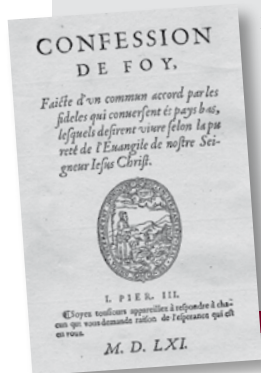 CONFESSION
DE FOY,
Faicte d'vn commun accord par les
fideles qui conuersent és pays bas,
lesquels desirent viure selon la pu
reté de l'Euangile de nostre Sei-
gneur Iesus Christ.
I. PIER. III.
Soyez tousiours appareillez à respondre à cha-
cun qui vous demande raison de l'esperance qui est
en vous.
M. D. LXI.